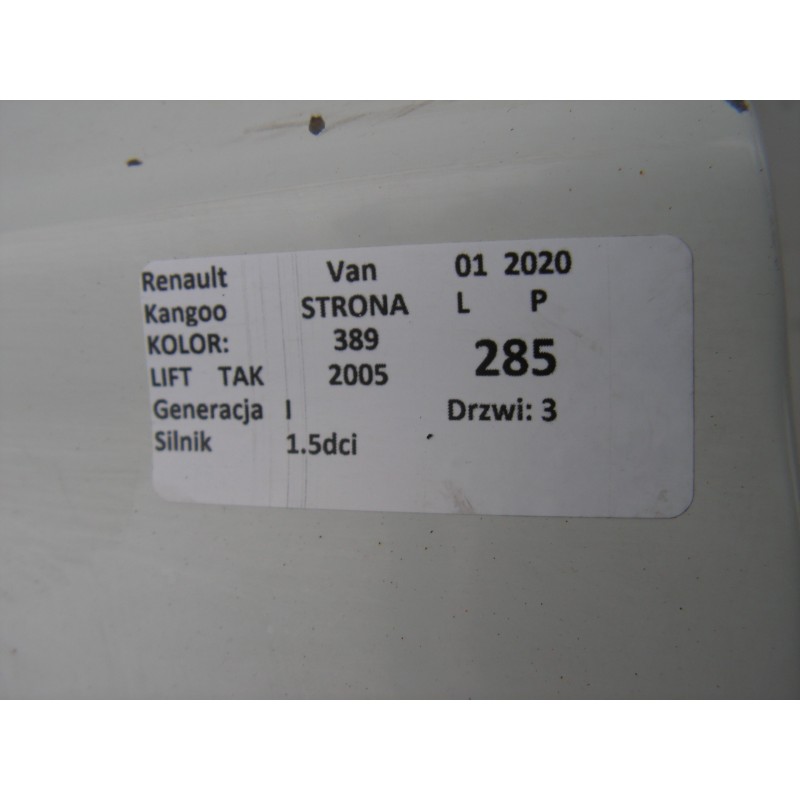 Renault Van 01 2020
Kangoo STRONA L P
KOLOR: 389 285
LIFT TAK 2005
Generacja I Drzwi: 3
Silnik 1.5dci